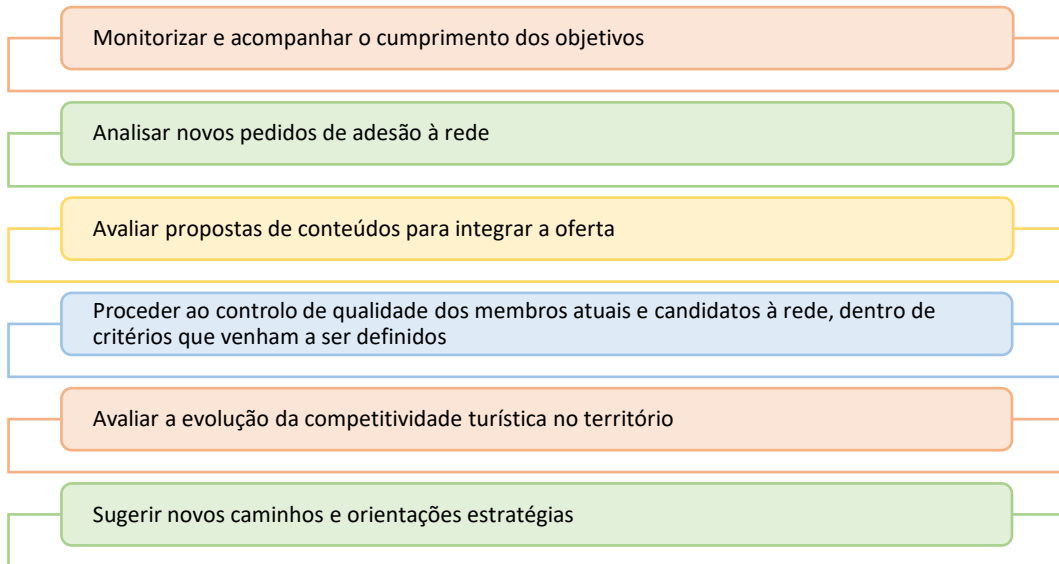 Monitorizar e acompanhar o cumprimento dos objetivos
Analisar novos pedidos de adesão à rede
Avaliar propostas de conteúdos para integrar a oferta
Proceder ao controlo de qualidade dos membros atuais e candidatos à rede, dentro de
critérios que venham a ser definidos
Avaliar a evolução da competitividade turística no território
Sugerir novos caminhos e orientações estratégias